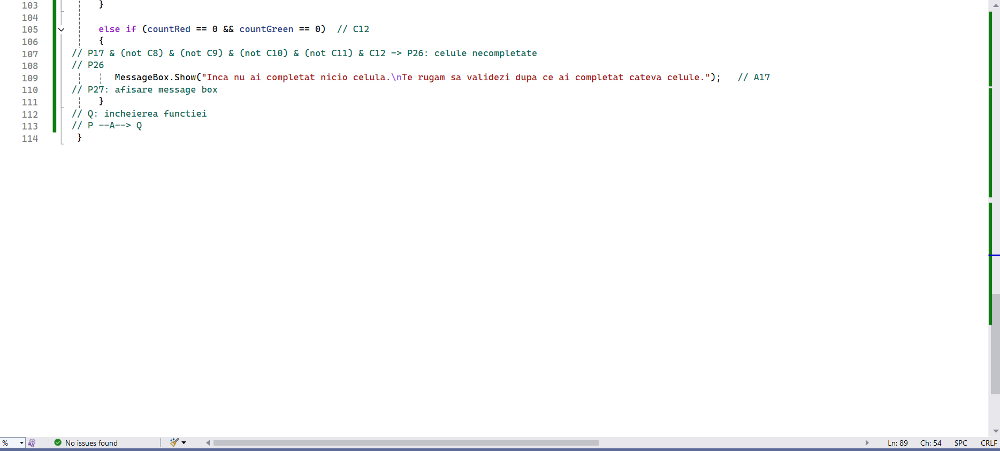 103 }
104
105 else if (countRed == 0 && countGreen == 0) // C12
106 {
107 // P17 & (not C8) & (not C9) & (not C10) & (not C11) & C12 -> P26: celule necompletate
108 // P26
109 MessageBox.Show("Inca nu ai completat nicio celula.\nTe rugam sa validezi dupa ce ai completat cateva celule."); // A17
110 // P27: afisare message box
111 }
112 // Q: incheierea functiei
113 // P --A--> Q
114 }
% No issues found Ln: 89 Ch: 54 SPC CRLF